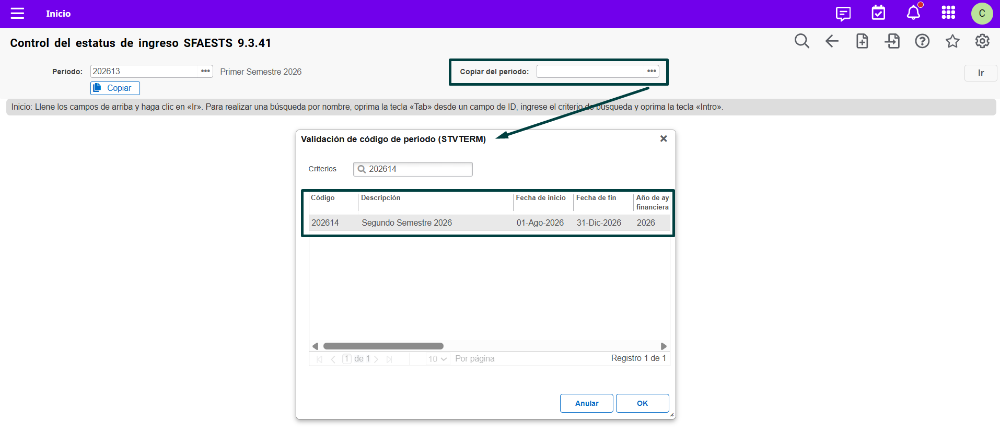 Inicio
C
Control del estatus de ingreso SFAESTS 9.3.41
Periodo: 202613 ••• Primer Semestre 2026 Copiar del periodo: ••• Ir
Copiar
Inicio: Llene los campos de arriba y haga clic en «Ir». Para realizar una búsqueda por nombre, oprima la tecla «Tab» desde un campo de ID, ingrese el criterio de búsqueda y oprima la tecla «Intro».
Validación de código de periodo (STVTERM)
Criterios 202614
Código Descripción Fecha de inicio Fecha de fin Año de ay
financiera
202614 Segundo Semestre 2026 01-Ago-2026 31-Dic-2026 2026
1 de 1 10 Por página Registro 1 de 1
Anular OK